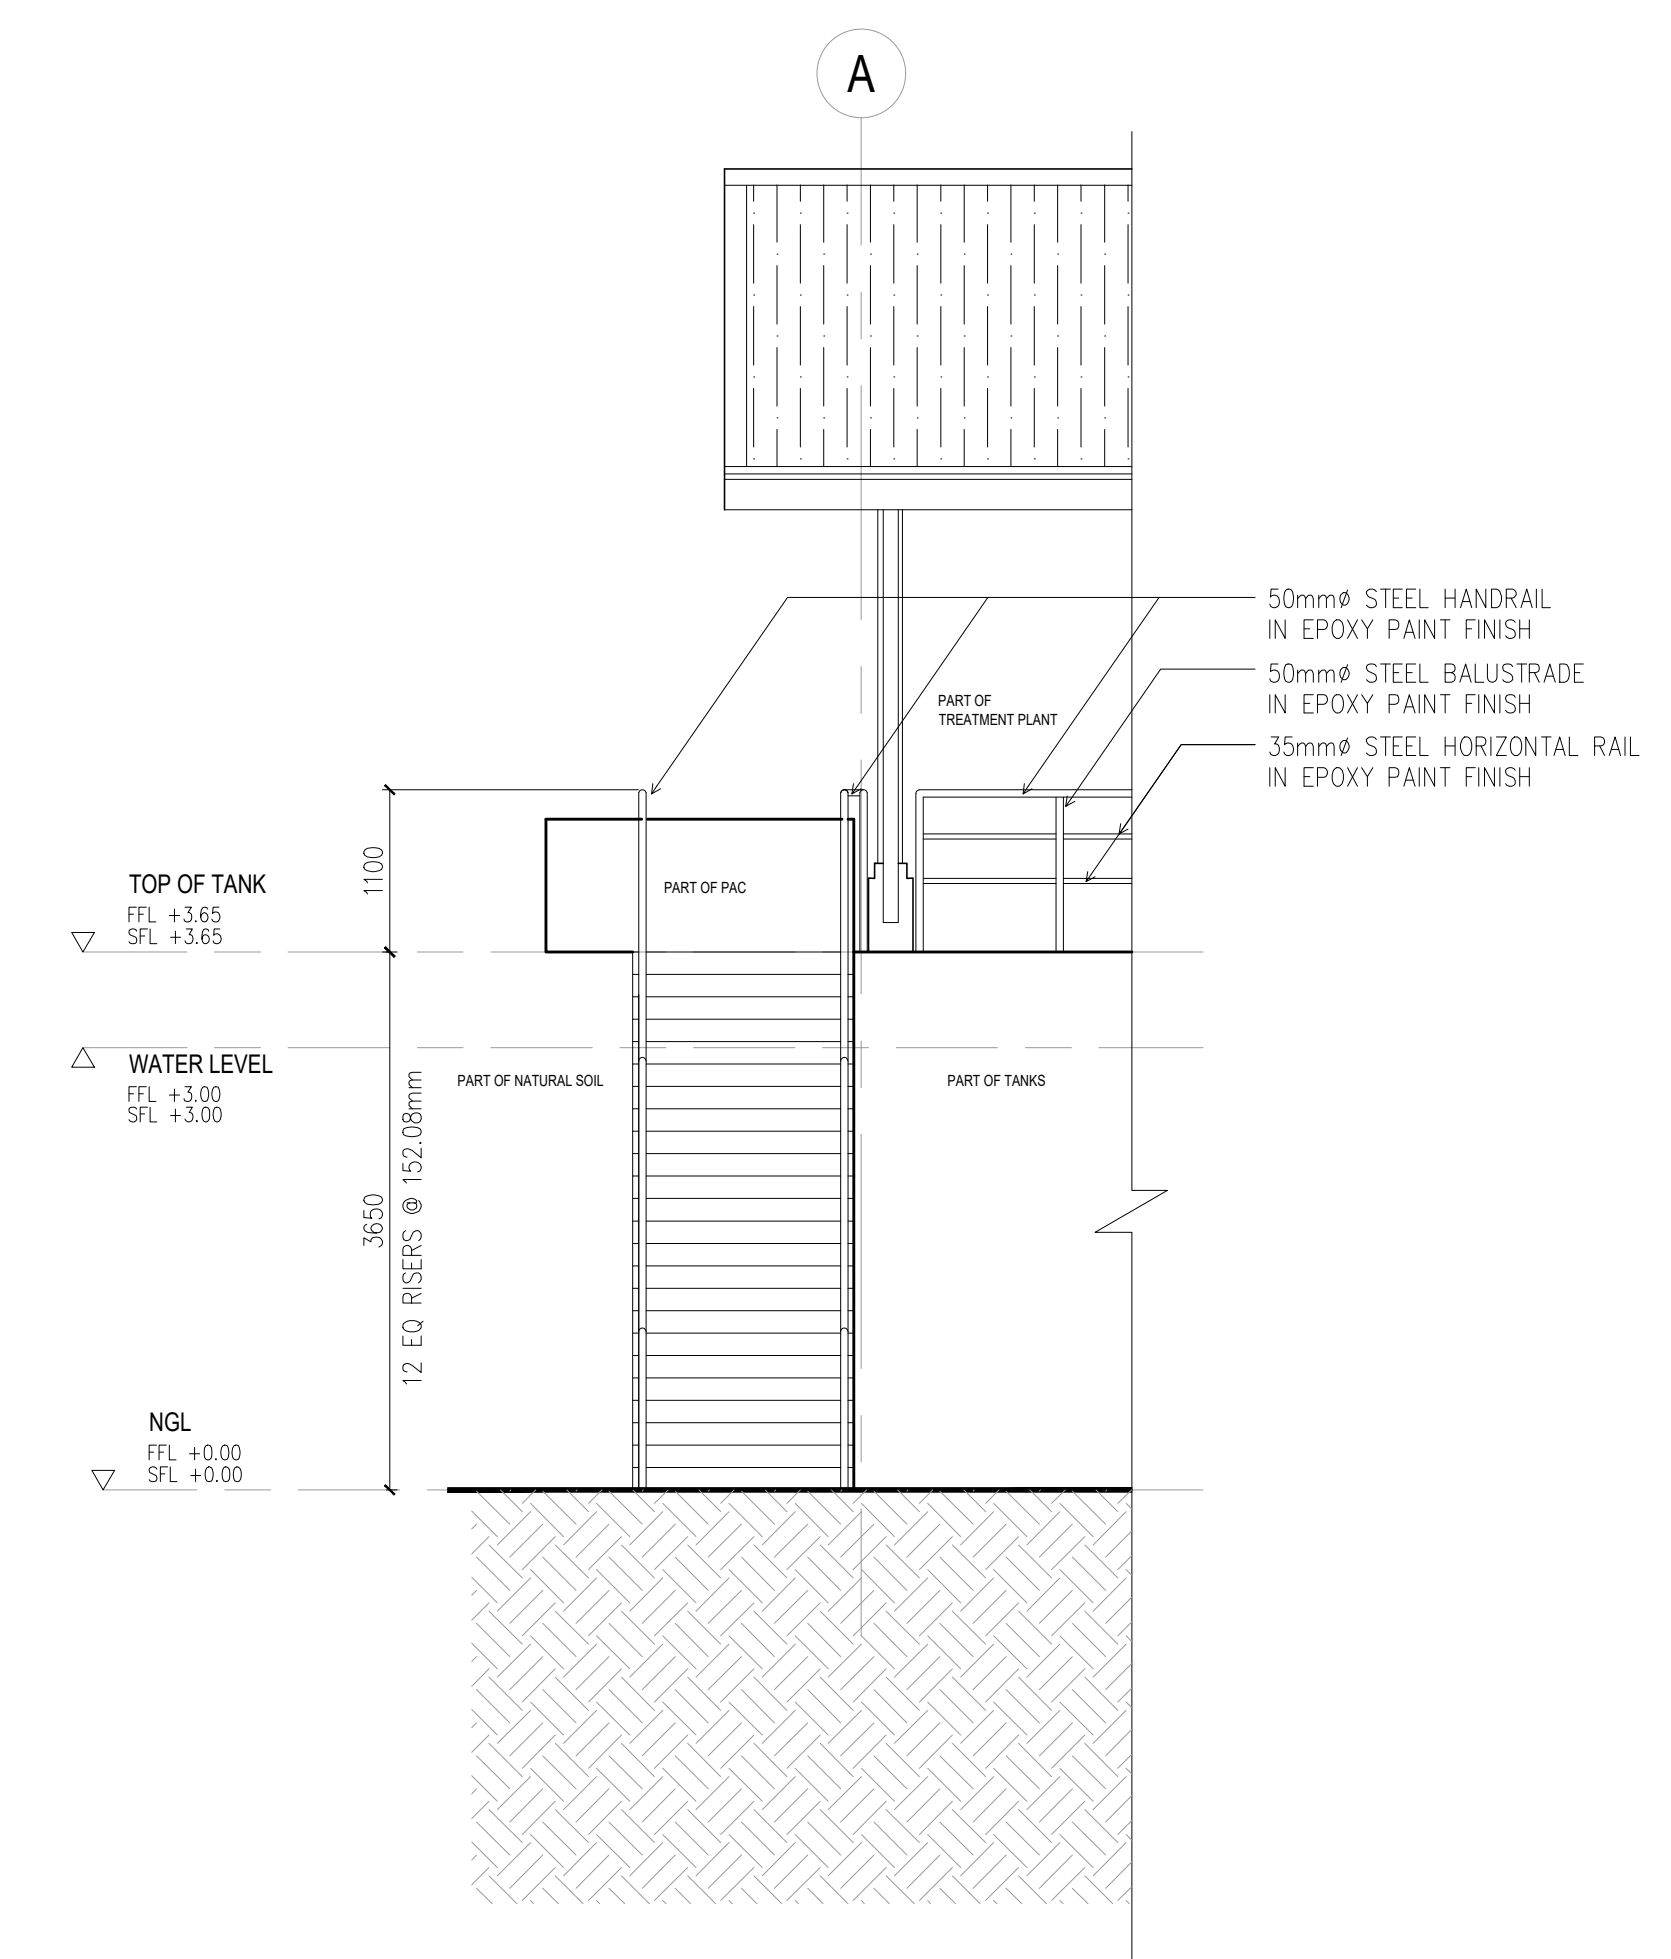 A
50mmØ STEEL HANDRAIL
IN EPOXY PAINT FINISH
50mmØ STEEL BALUSTRADE
IN EPOXY PAINT FINISH
35mmØ STEEL HORIZONTAL RAIL
IN EPOXY PAINT FINISH
PART OF
TREATMENT PLANT
PART OF PAC
1100
TOP OF TANK
FFL +3.65
SFL +3.65
WATER LEVEL
FFL +3.00
SFL +3.00
PART OF NATURAL SOIL
PART OF TANKS
3650
12 EQ RISERS @ 152.08mm
NGL
FFL +0.00
SFL +0.00